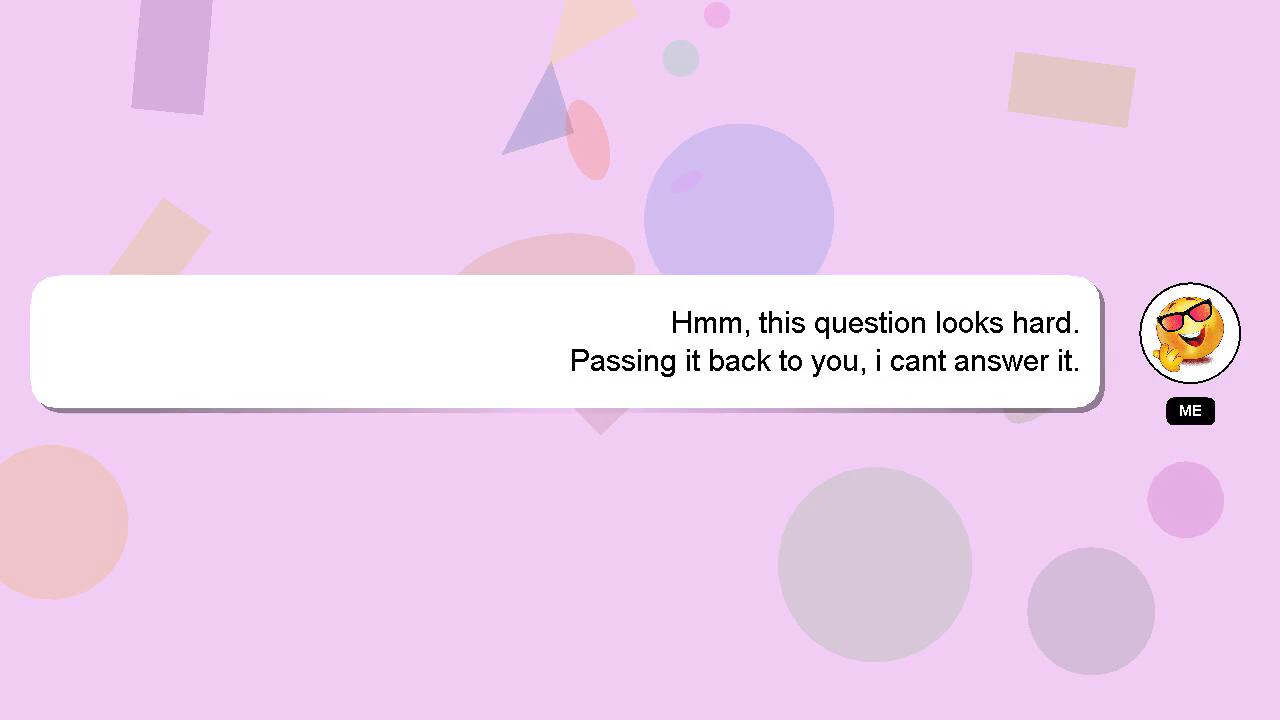 Hmm, this question looks hard.
Passing it back to you, i cant answer it.
ME